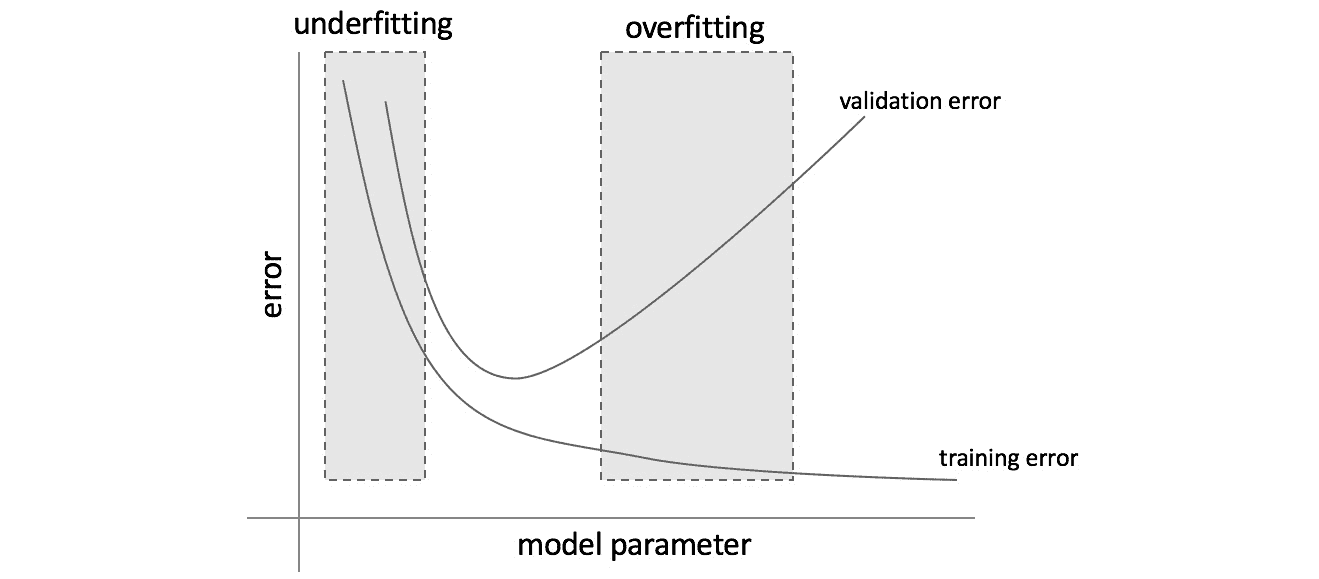 underfitting
overfitting
validation error
error
training error
model parameter